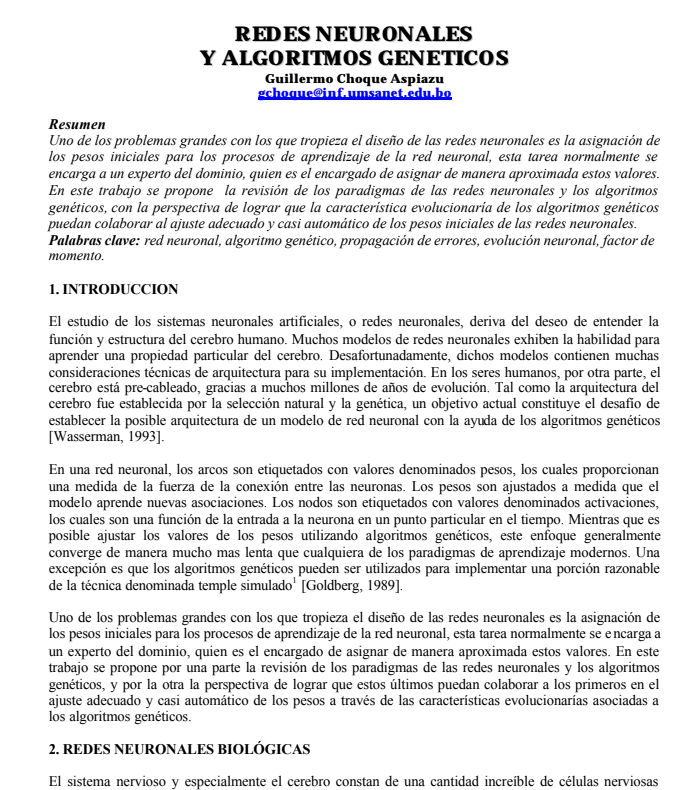 REDES NEURONALES
Y ALGORITMOS GENETICOS
Guillermo Choque Aspiazu
gchoque@inf.umsanet.edu.bo
Resumen
Uno de los problemas grandes con los que tropieza el diseño de las redes neuronales es la asignación de
los pesos iniciales para los procesos de aprendizaje de la red neuronal, esta tarea normalmente se
encarga a un experto del dominio, quien es el encargado de asignar de manera aproximada estos valores.
En este trabajo se propone la revisión de los paradigmas de las redes neuronales y los algoritmos
genéticos, con la perspectiva de lograr que la característica evolucionaría de los algoritmos genéticos
puedan colaborar al ajuste adecuado y casi automático de los pesos iniciales de las redes neuronales.
Palabras clave: red neuronal, algoritmo genético, propagación de errores, evolución neuronal, factor de
momento.
1. INTRODUCCION
El estudio de los sistemas neuronales artificiales, o redes neuronales, deriva del deseo de entender la
función y estructura del cerebro humano. Muchos modelos de redes neuronales exhiben la habilidad para
aprender una propiedad particular del cerebro. Desafortunadamente, dichos modelos contienen muchas
consideraciones técnicas de arquitectura para su implementación. En los seres humanos, por otra parte, el
cerebro está pre-cableado, gracias a muchos millones de años de evolución. Tal como la arquitectura del
cerebro fue establecida por la selección natural y la genética, un objetivo actual constituye el desafío de
establecer la posible arquitectura de un modelo de red neuronal con la ayuda de los algoritmos genéticos
[Wasserman, 1993].
En una red neuronal, los arcos son etiquetados con valores denominados pesos, los cuales proporcionan
una medida de la fuerza de la conexión entre las neuronas. Los pesos son ajustados a medida que el
modelo aprende nuevas asociaciones. Los nodos son etiquetados con valores denominados activaciones,
los cuales son una función de la entrada a la neurona en un punto particular en el tiempo. Mientras que es
posible ajustar los valores de los pesos utilizando algoritmos genéticos, este enfoque generalmente
converge de manera mucho mas lenta que cualquiera de los paradigmas de aprendizaje modernos. Una
excepción es que los algoritmos genéticos pueden ser utilizados para implementar una porción razonable
de la técnica denominada temple simulado¹ [Goldberg, 1989].
Uno de los problemas grandes con los que tropieza el diseño de las redes neuronales es la asignación de
los pesos iniciales para los procesos de aprendizaje de la red neuronal, esta tarea normalmente se encarga a
un experto del dominio, quien es el encargado de asignar de manera aproximada estos valores. En este
trabajo se propone por una parte la revisión de los paradigmas de las redes neuronales y los algoritmos
genéticos, y por la otra la perspectiva de lograr que estos últimos puedan colaborar a los primeros en el
ajuste adecuado y casi automático de los pesos a través de las características evolucionarías asociadas a
los algoritmos genéticos.
2. REDES NEURONALES BIOLÓGICAS
El sistema nervioso y especialmente el cerebro constan de una cantidad increíble de células nerviosas